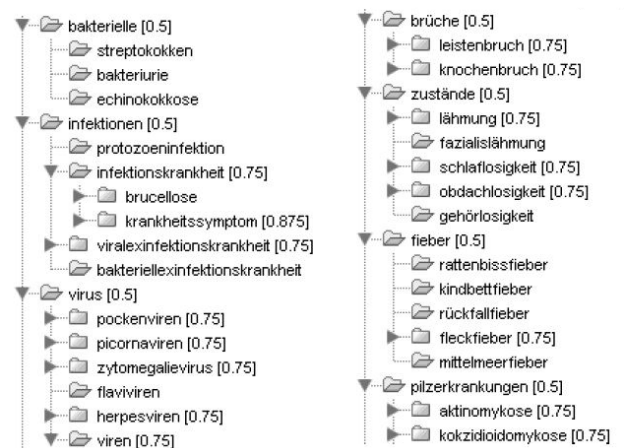 bakterielle [0.5]
streptokokken
bakteriurie
echinokokkose
infektionen [0.5]
protozoeninfektion
infektionskrankheit [0.75]
brucellose
krankheitssymptom [0.875]
viralexinfektionskrankheit [0.75]
bakteriellexinfektionskrankheit
virus [0.5]
pockenviren [0.75]
picornaviren [0.75]
zytomegalievirus [0.75]
flaviviren
herpesviren [0.75]
viren [0.75]
brüche [0.5]
leistenbruch [0.75]
knochenbruch [0.75]
zustände [0.5]
lähmung [0.75]
fazialislähmung
schlaflosigkeit [0.75]
obdachlosigkeit [0.75]
gehörlosigkeit
fieber [0.5]
rattenbissfieber
kindbettfieber
rückfallfieber
fleckfieber [0.75]
mittelmeerfieber
pilzerkrankungen [0.5]
aktinomykose [0.75]
kokzidioidomykose [0.75]